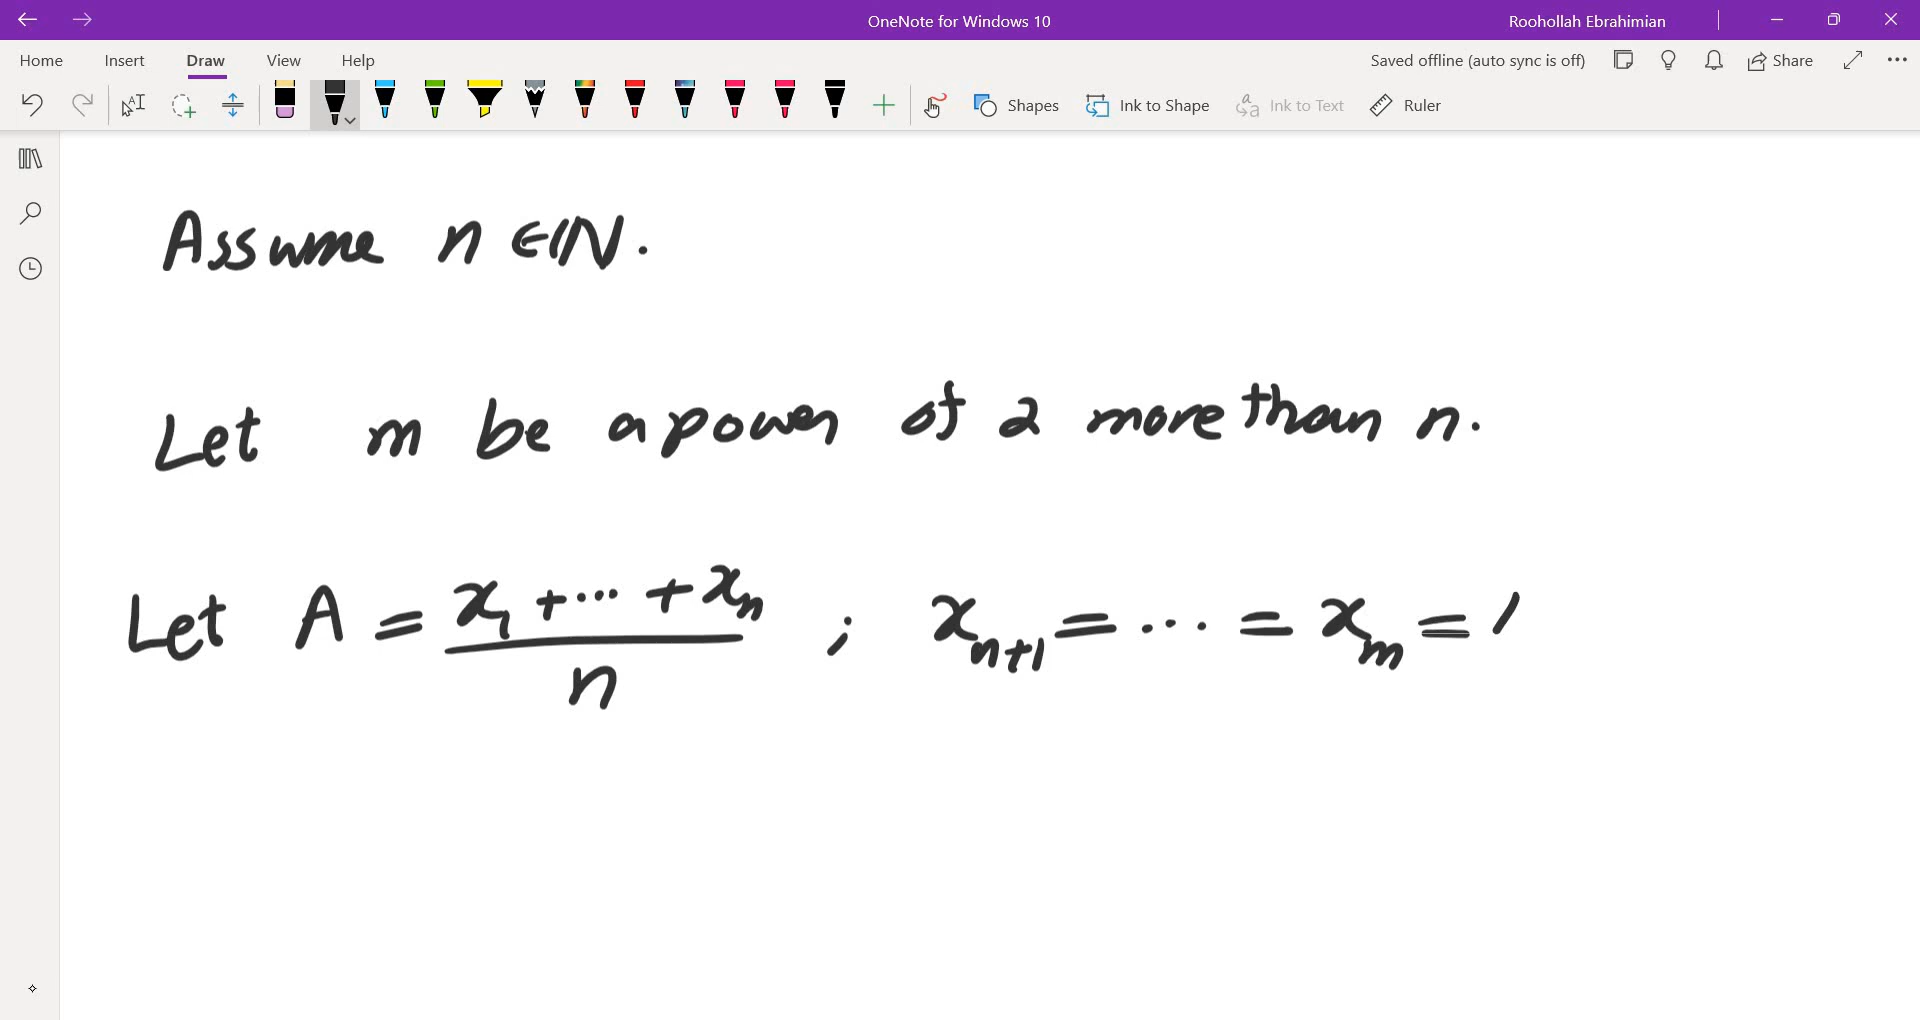 OneNote for Windows 10
Roohollah Ebrahimian
Home Insert Draw View Help
Saved offline (auto sync is off) Share
Shapes Ink to Shape Ink to Text Ruler
Assume n ∈ ℕ.
Let m be a power of 2 more than n.
Let A = (x₁ + ⋯ + xₙ)/n ; xₙ₊₁ = ⋯ = xₘ =